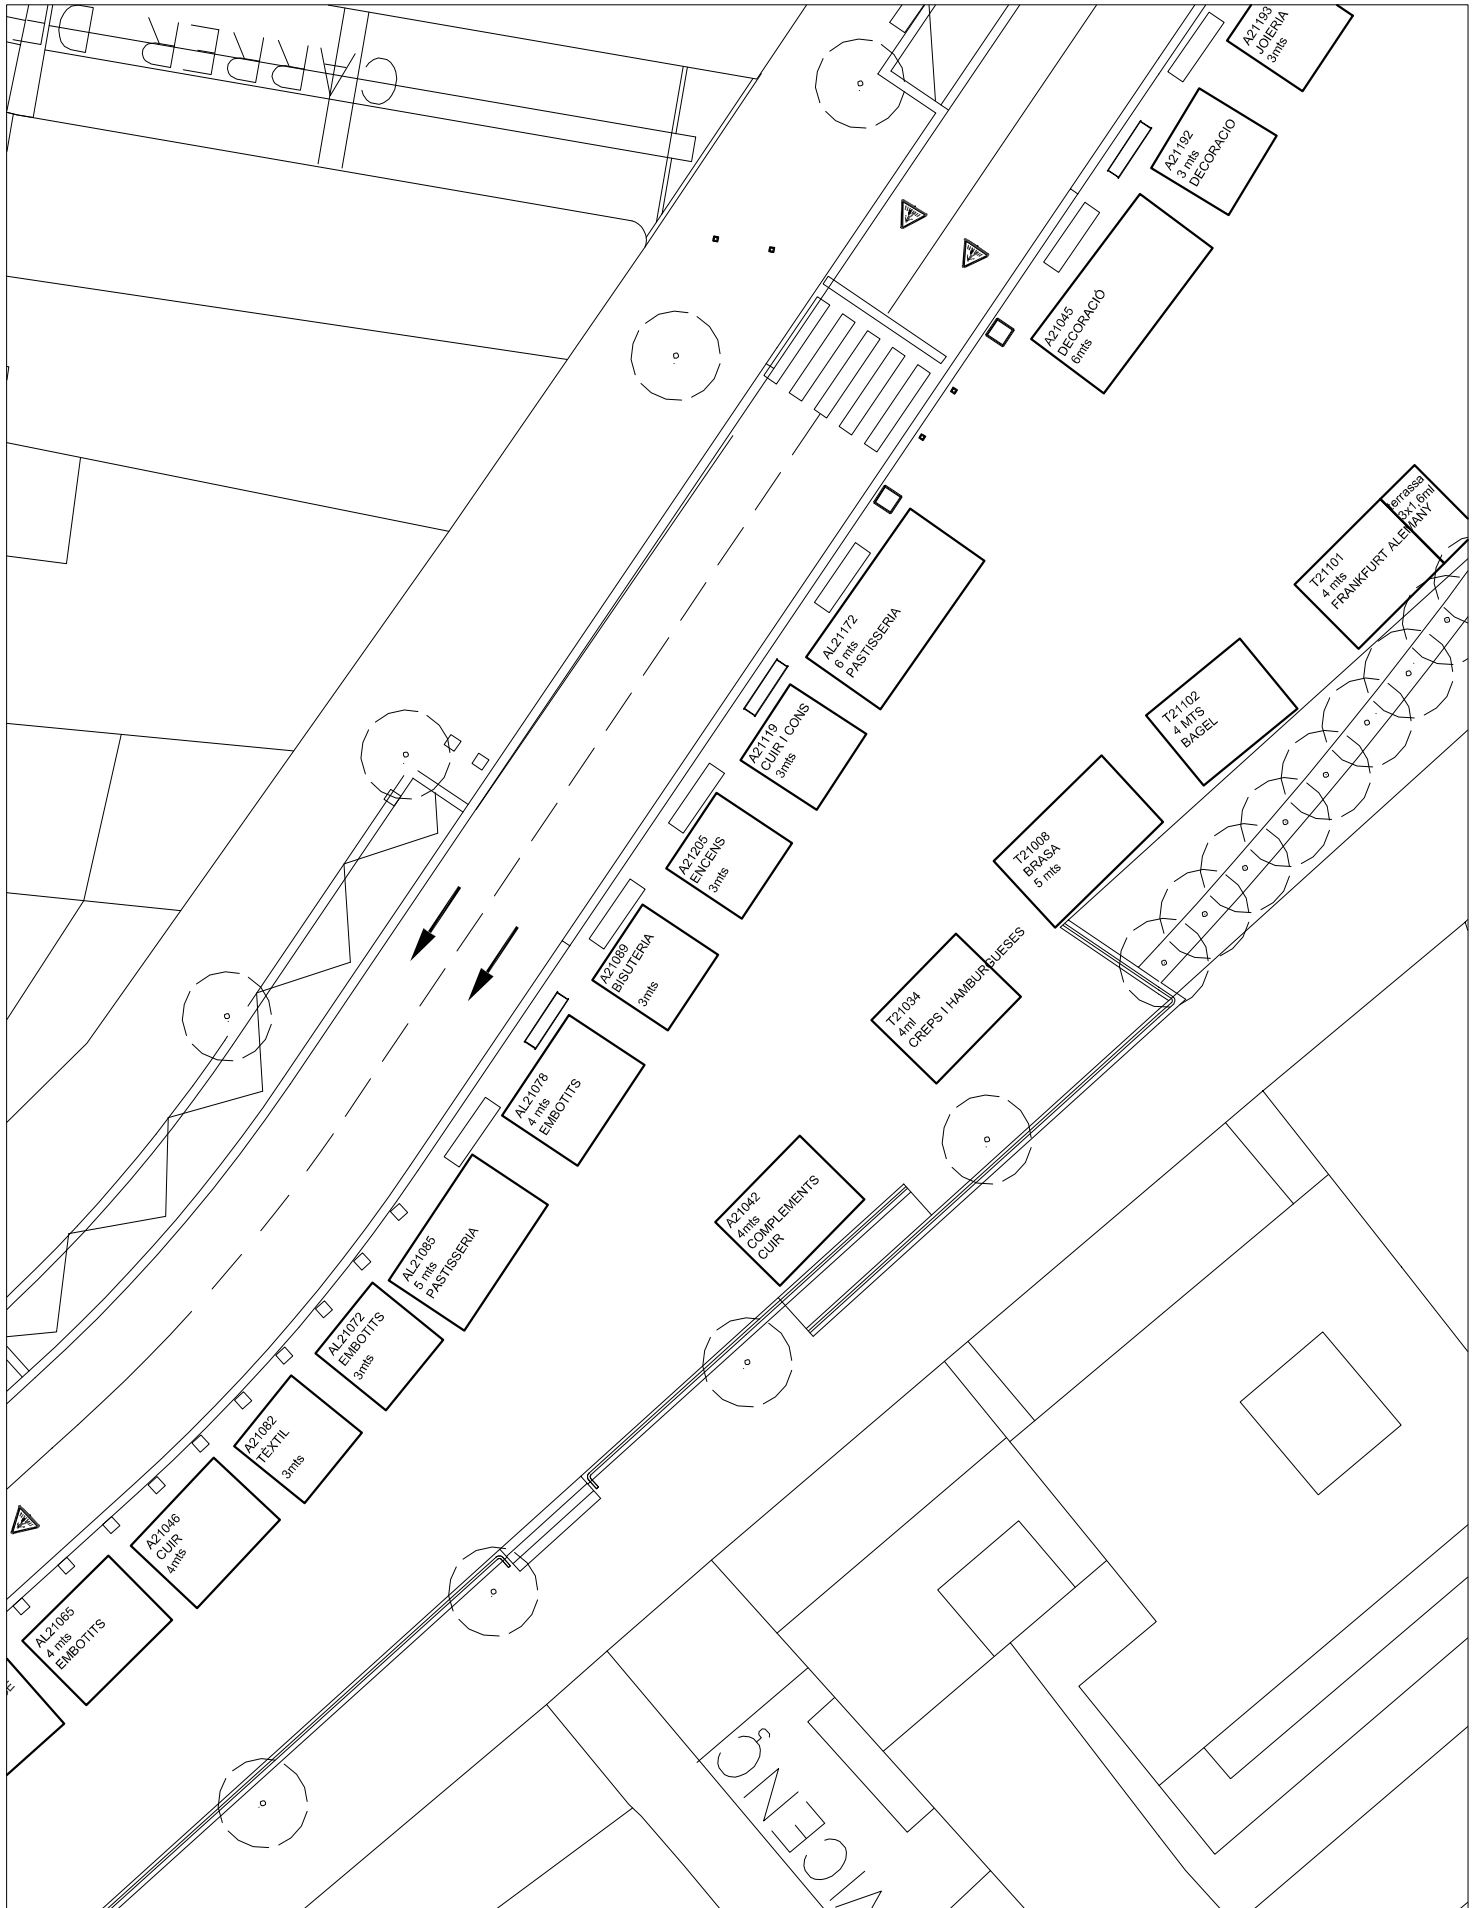 CARRER D
A21193
JOIERIA
3mts
A21192
3 mts
DECORACIO
A21045
DECORACIÓ
6mts
terrassa
3x1,6ml
T21101
4 mts
FRANKFURT ALEMANY
AL21172
6 mts
PASTISSERIA
T21102
4 MTS
BAGEL
A21119
CUIR I CONS
3mts
T21008
BRASA
5 mts
A21205
ENCENS
3mts
A21089
BISUTERIA
3mts
T21034
4ml
CREPS I HAMBURGUESES
AL21078
4 mts
EMBOTITS
A21042
4mts
COMPLEMENTS
CUIR
AL21085
5 mts
PASTISSERIA
AL21072
EMBOTITS
3mts
A21082
TÈXTIL
3mts
A21046
CUIR
4mts
AL21065
4 mts
EMBOTITS
VICENÇ